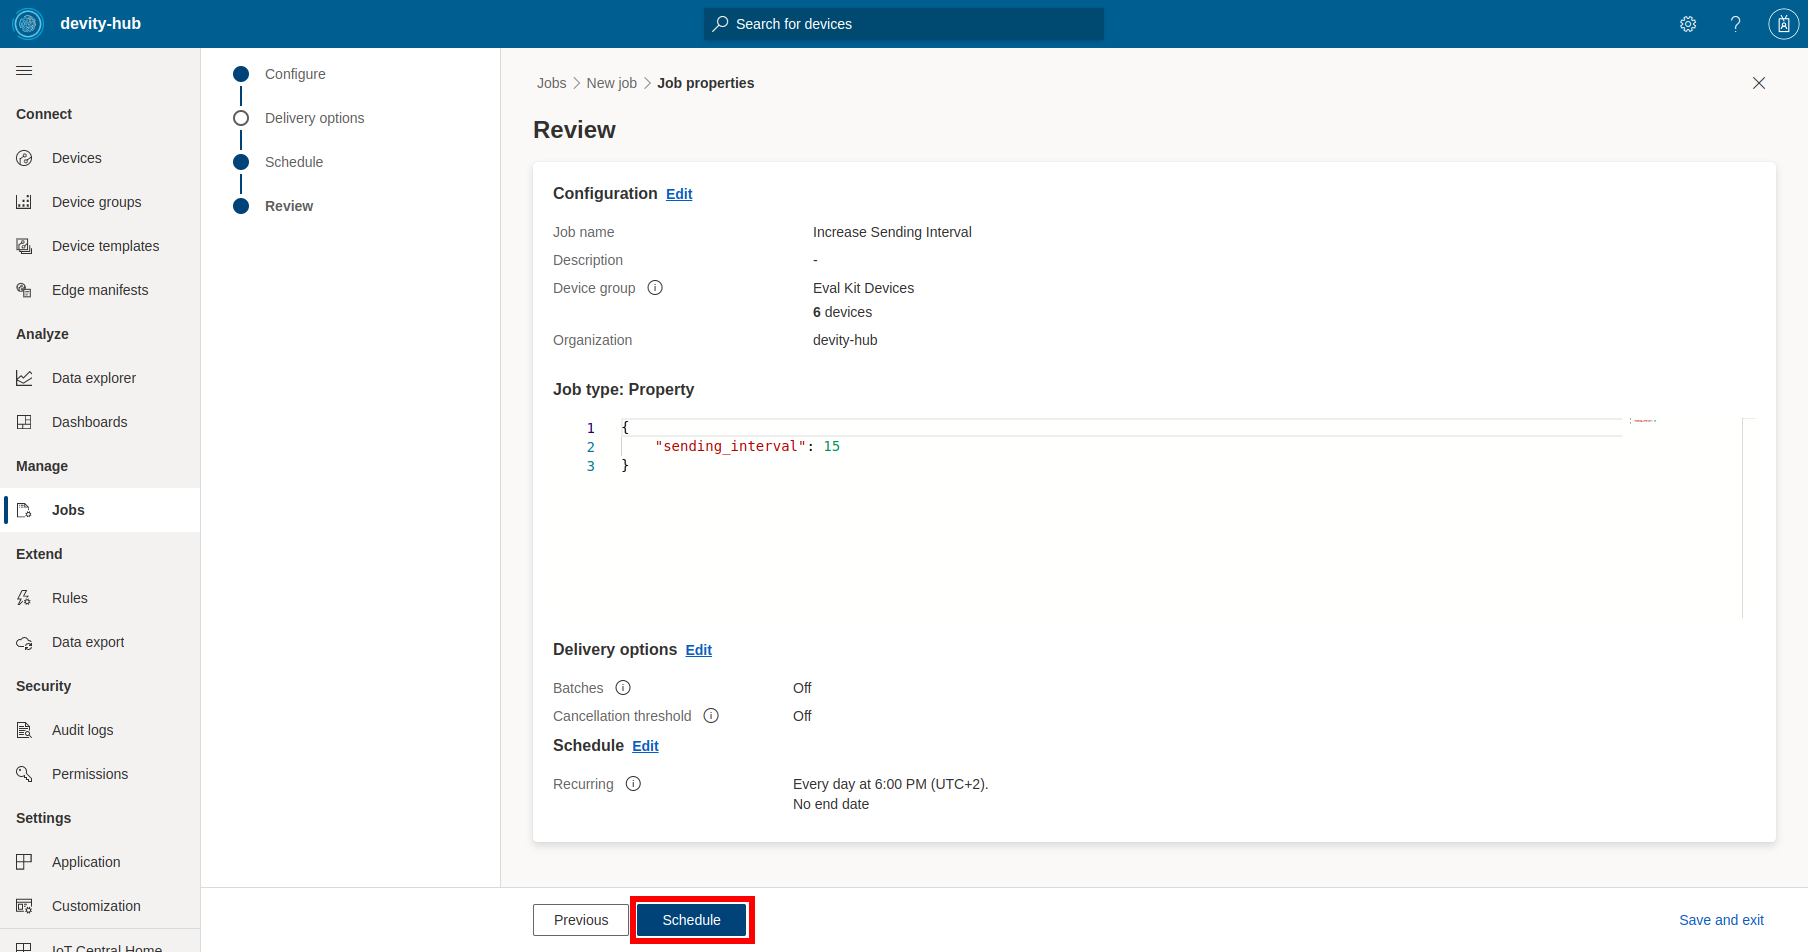 devity-hub
Search for devices
?
Connect
Devices
Device groups
Device templates
Edge manifests
Analyze
Data explorer
Dashboards
Manage
Jobs
Extend
Rules
Data export
Security
Audit logs
Permissions
Settings
Application
Customization
IoT Central Home
Configure
Delivery options
Schedule
Review
Jobs > New job > Job properties
Review
Configuration Edit
Job name Increase Sending Interval
Description -
Device group Eval Kit Devices
6 devices
Organization devity-hub
Job type: Property
1 {
2 "sending_interval": 15
3 }
Delivery options Edit
Batches Off
Cancellation threshold Off
Schedule Edit
Recurring Every day at 6:00 PM (UTC+2).
No end date
Previous Schedule Save and exit